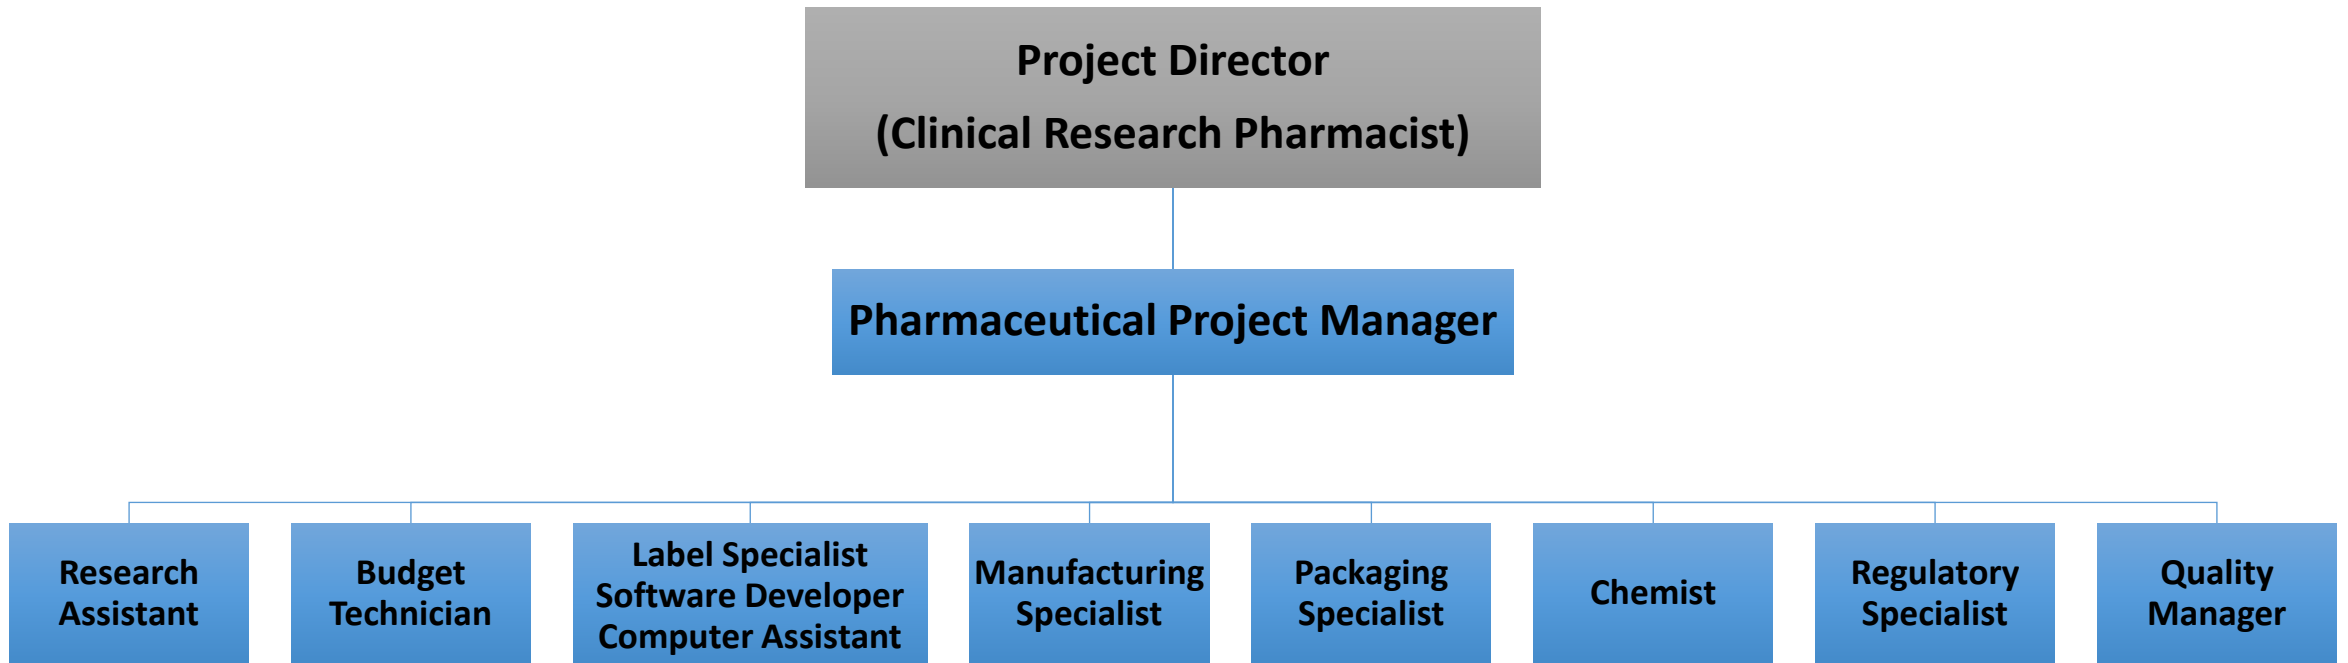 Project Director
(Clinical Research Pharmacist)
Pharmaceutical Project Manager
Research
Assistant
Budget
Technician
Label Specialist
Software Developer
Computer Assistant
Manufacturing
Specialist
Packaging
Specialist
Chemist
Regulatory
Specialist
Quality
Manager